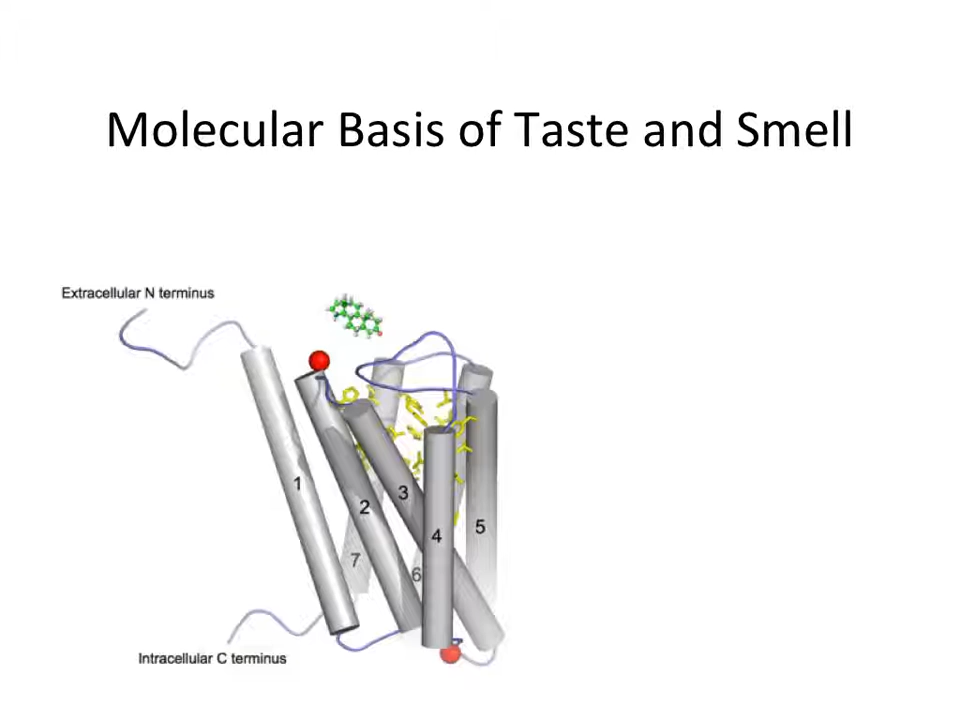 Molecular Basis of Taste and Smell
Extracellular N terminus
1
2
3
4
5
7
6
Intracellular C terminus